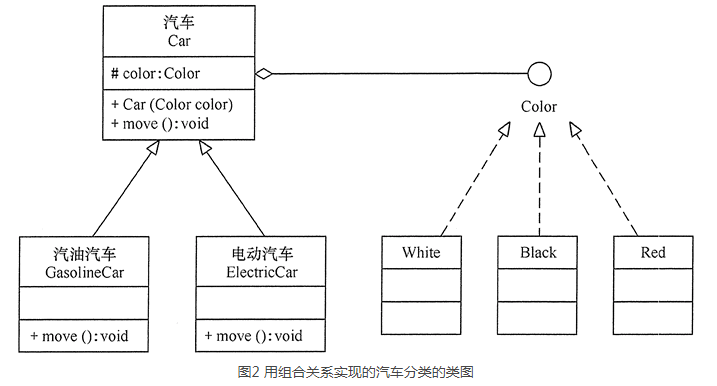 汽车
Car
# color:Color
+ Car (Color color)
+ move ():void
Color
汽油汽车
GasolineCar
+ move ():void
电动汽车
ElectricCar
+ move ():void
White
Black
Red
图2 用组合关系实现的汽车分类的类图